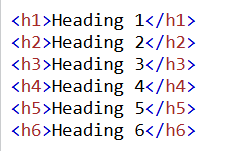 <h1>Heading 1</h1>
<h2>Heading 2</h2>
<h3>Heading 3</h3>
<h4>Heading 4</h4>
<h5>Heading 5</h5>
<h6>Heading 6</h6>